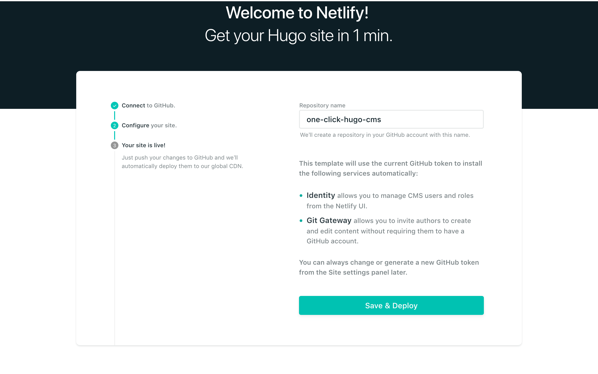 Welcome to Netlify!
Get your Hugo site in 1 min.
Connect to GitHub.
2 Configure your site.
3 Your site is live!
Just push your changes to GitHub and we'll
automatically deploy them to our global CDN.
Repository name
one-click-hugo-cms
We'll create a repository in your GitHub account with this name.
This template will use the current GitHub token to install
the following services automatically:
Identity allows you to manage CMS users and roles
from the Netlify UI.
Git Gateway allows you to invite authors to create
and edit content without requiring them to have a
GitHub account.
You can always change or generate a new GitHub token
from the Site settings panel later.
Save & Deploy